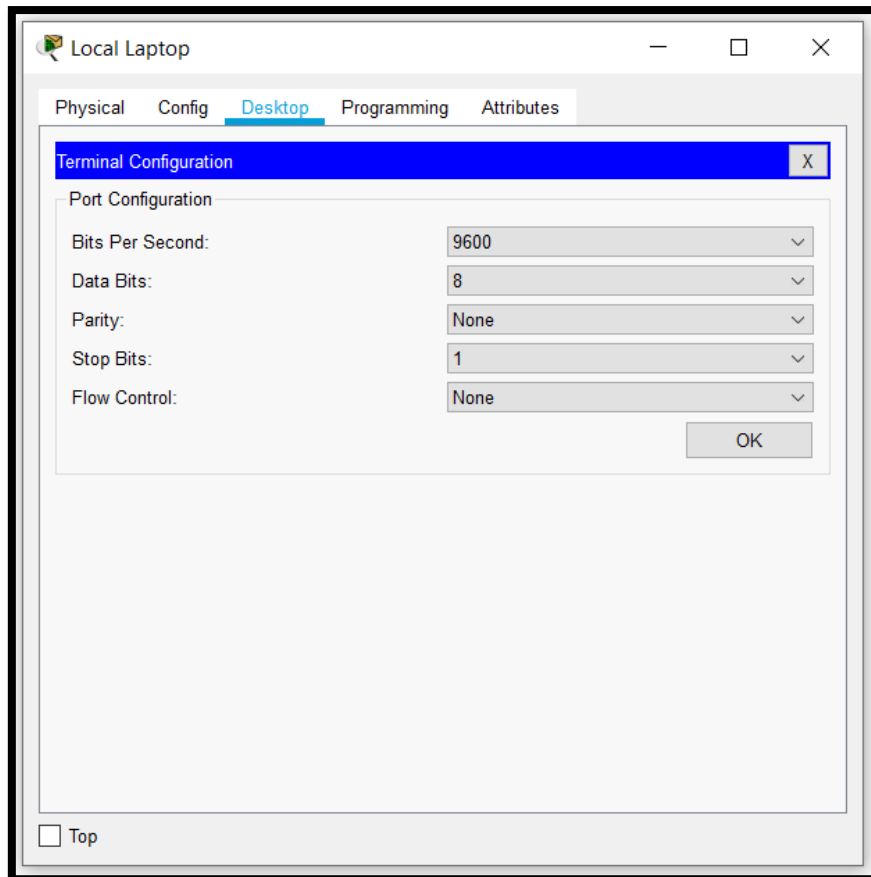 Local Laptop
Physical Config Desktop Programming Attributes
Terminal Configuration X
Port Configuration
Bits Per Second: 9600
Data Bits: 8
Parity: None
Stop Bits: 1
Flow Control: None
OK
Top